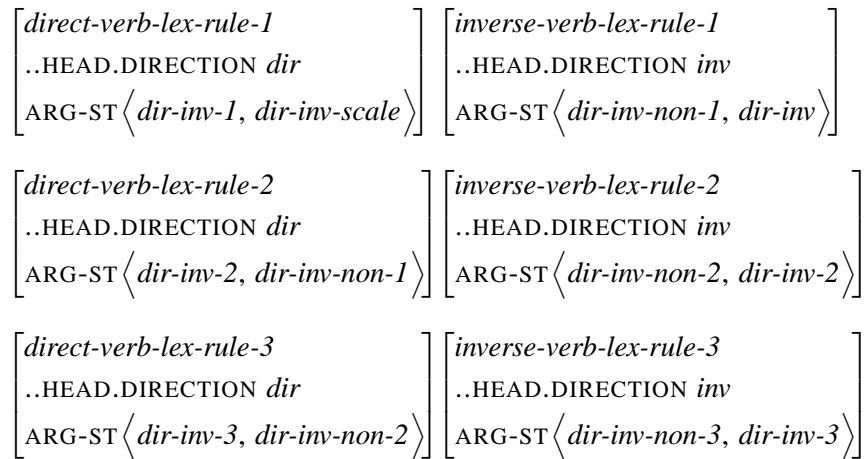 direct-verb-lex-rule-1 inverse-verb-lex-rule-1
..HEAD.DIRECTION dir ..HEAD.DIRECTION inv
ARG-ST⟨dir-inv-1, dir-inv-scale⟩ ARG-ST⟨dir-inv-non-1, dir-inv⟩
direct-verb-lex-rule-2 inverse-verb-lex-rule-2
..HEAD.DIRECTION dir ..HEAD.DIRECTION inv
ARG-ST⟨dir-inv-2, dir-inv-non-1⟩ ARG-ST⟨dir-inv-non-2, dir-inv-2⟩
direct-verb-lex-rule-3 inverse-verb-lex-rule-3
..HEAD.DIRECTION dir ..HEAD.DIRECTION inv
ARG-ST⟨dir-inv-3, dir-inv-non-2⟩ ARG-ST⟨dir-inv-non-3, dir-inv-3⟩